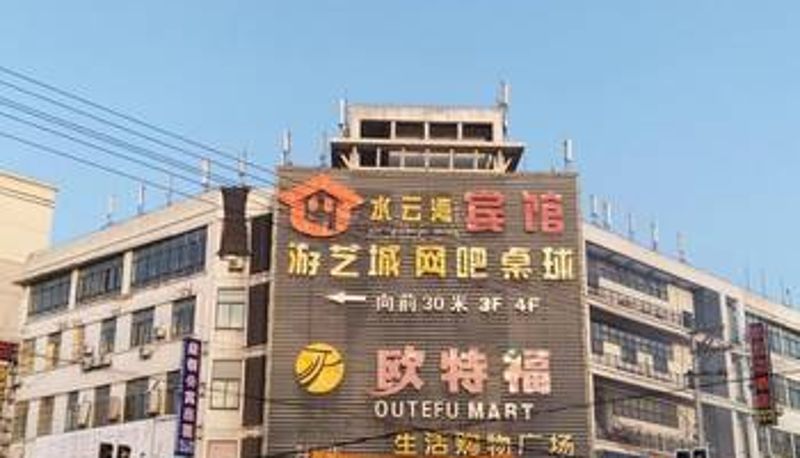 水云湾宾馆
游艺城网吧桌球
向前30米 3F 4F
欧特福
OUTEFU MART
生活购物广场